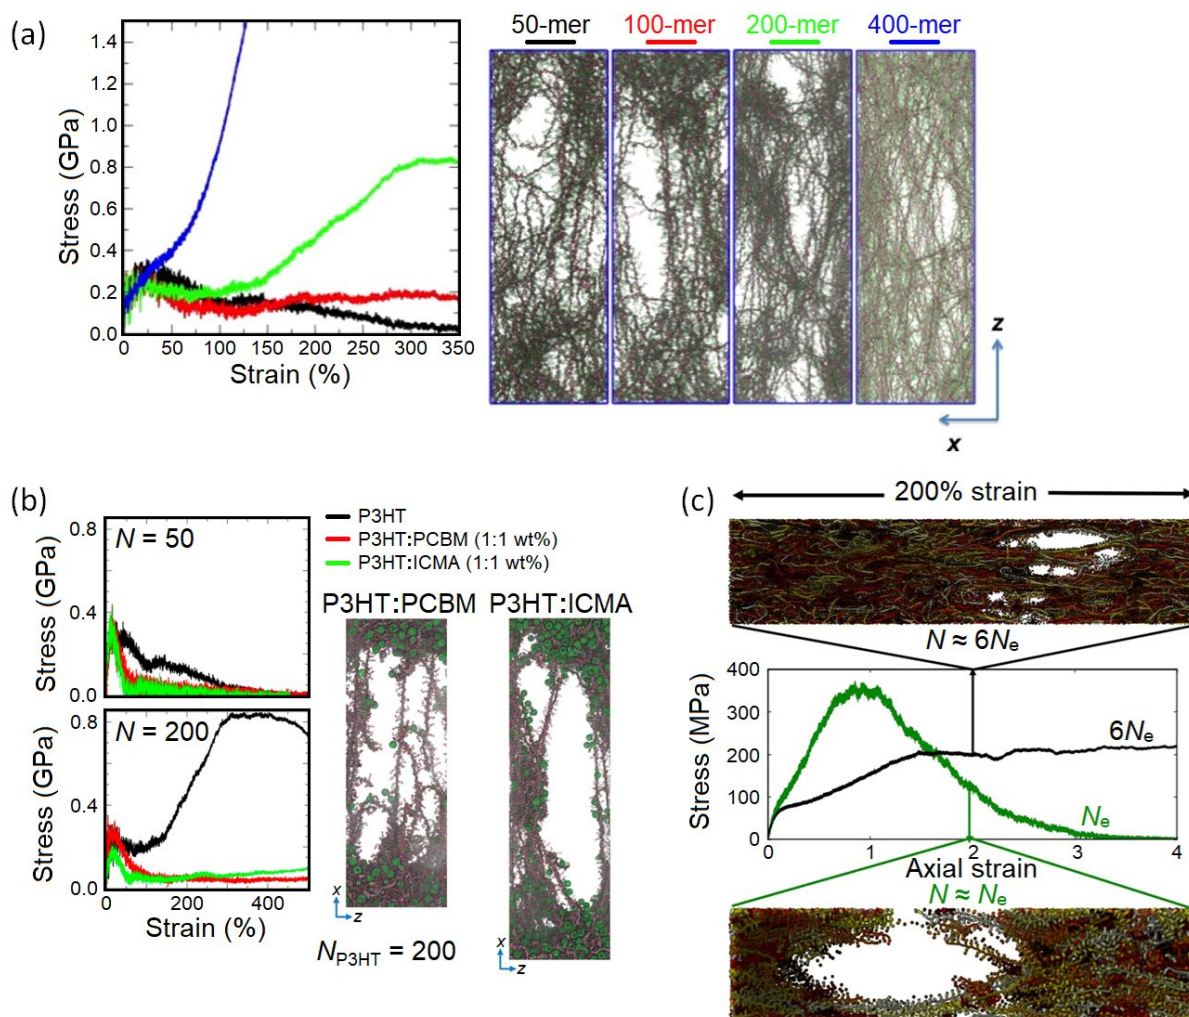 (a)
1.4
1.2
1.0
0.8
0.6
0.4
0.2
0.0
Stress (GPa)
0 50 100 150 200 250 300 350
Strain (%)
50-mer 100-mer 200-mer 400-mer
z
x
(b)
0.8
0.4
0.0
Stress (GPa)
N = 50
P3HT
P3HT:PCBM (1:1 wt%)
P3HT:ICMA (1:1 wt%)
0.8
0.4
0.0
Stress (GPa)
N = 200
0 200 400
Strain (%)
P3HT:PCBM P3HT:ICMA
x
z
x
z
N_P3HT = 200
(c)
200% strain
N ≈ 6Ne
400
300
200
100
0
Stress (MPa)
6Ne
Ne
0 1 2 3 4
Axial strain
N ≈ Ne